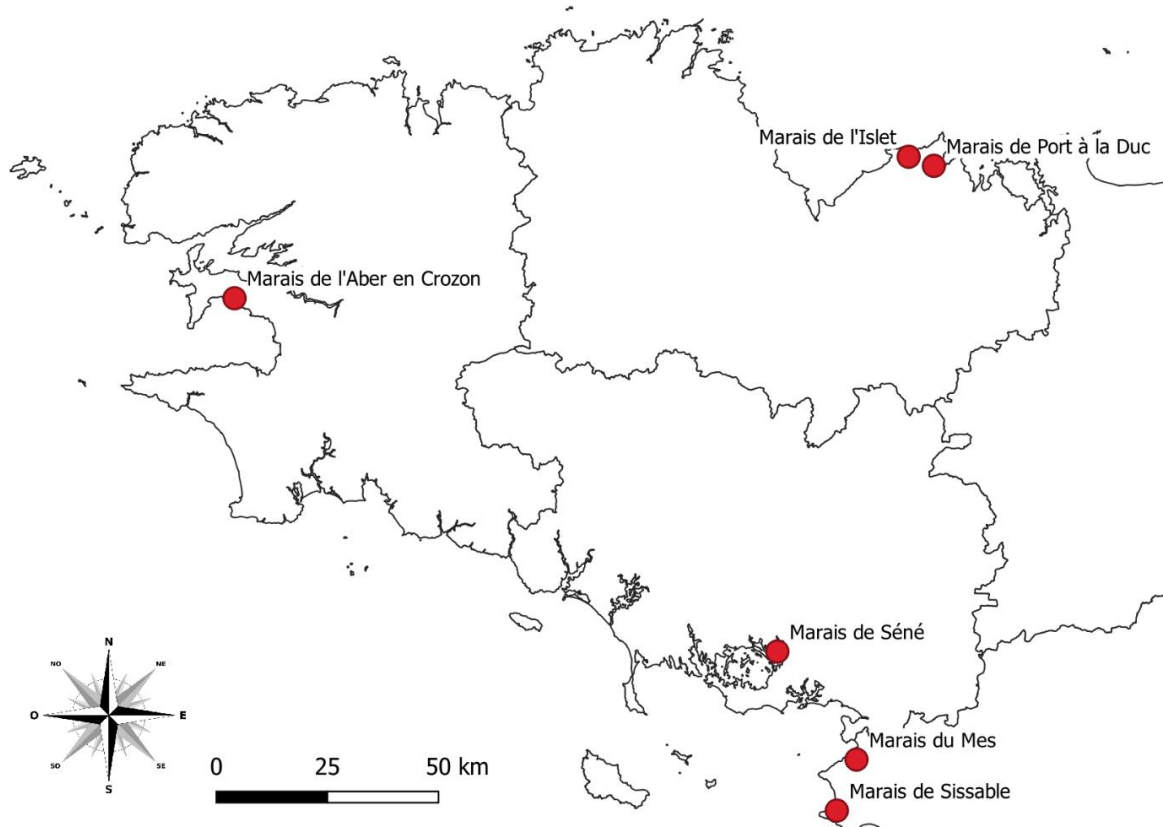 Marais de l'Islet
Marais de Port à la Duc
Marais de l'Aber en Crozon
Marais de Séné
Marais du Mes
Marais de Sissable
N
NO
NE
O
E
SO
SE
S
0 25 50 km